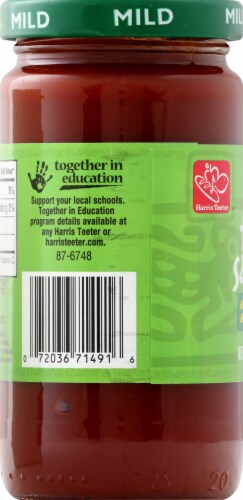 MILD MILD MILD
together in
education
Support your local schools.
Together in Education
program details available at
any Harris Teeter or
harristeeter.com.
87-6748
0 72036 71491 6
Harris Teeter